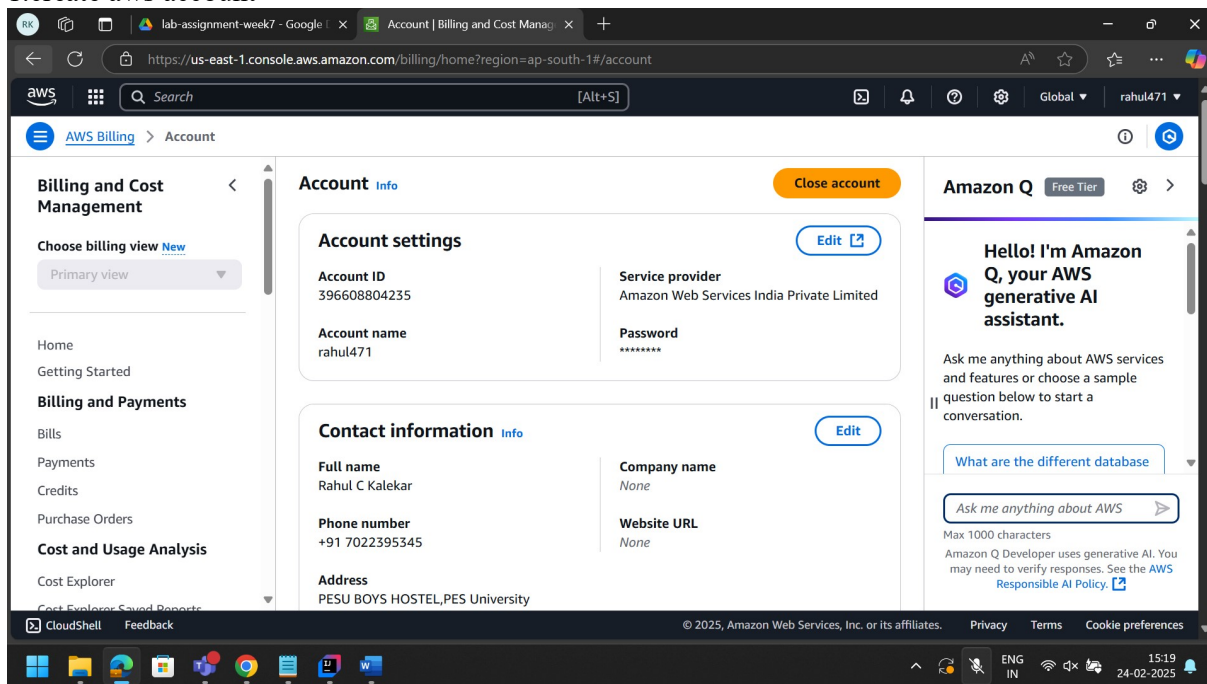 RK
lab-assignment-week7 - Google
Account | Billing and Cost Manag
https://us-east-1.console.aws.amazon.com/billing/home?region=ap-south-1#/account
aws
Search
[Alt+S]
Global
rahul471
AWS Billing > Account
Billing and Cost
Management
Choose billing view New
Primary view
Home
Getting Started
Billing and Payments
Bills
Payments
Credits
Purchase Orders
Cost and Usage Analysis
Cost Explorer
Cost Explorer Saved Reports
Account Info
Close account
Account settings
Edit
Account ID
396608804235
Service provider
Amazon Web Services India Private Limited
Account name
rahul471
Password
********
Contact information Info
Edit
Full name
Rahul C Kalekar
Company name
None
Phone number
+91 7022395345
Website URL
None
Address
PESU BOYS HOSTEL,PES University
Amazon Q Free Tier
Hello! I'm Amazon
Q, your AWS
generative AI
assistant.
Ask me anything about AWS services
and features or choose a sample
question below to start a
conversation.
What are the different database
Ask me anything about AWS
Max 1000 characters
Amazon Q Developer uses generative AI. You
may need to verify responses. See the AWS
Responsible AI Policy.
CloudShell
Feedback
© 2025, Amazon Web Services, Inc. or its affiliates.
Privacy
Terms
Cookie preferences
ENG
IN
15:19
24-02-2025